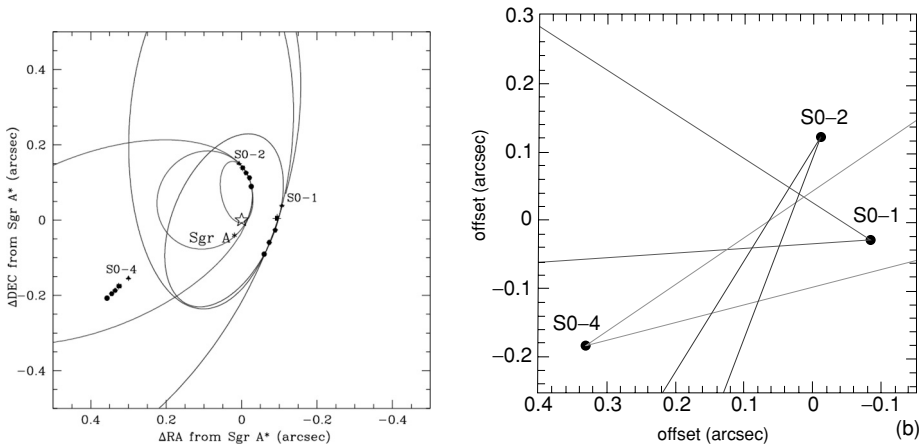 0.4
0.2
0
−0.2
−0.4
ΔDEC from Sgr A* (arcsec)
S0−2
S0−1
Sgr A*
S0−4
0.4 0.2 0 −0.2 −0.4
ΔRA from Sgr A* (arcsec)
0.3
0.2
0.1
0
−0.1
−0.2
offset (arcsec)
S0−2
S0−1
S0−4
0.4 0.3 0.2 0.1 0 −0.1
offset (arcsec)
(b)